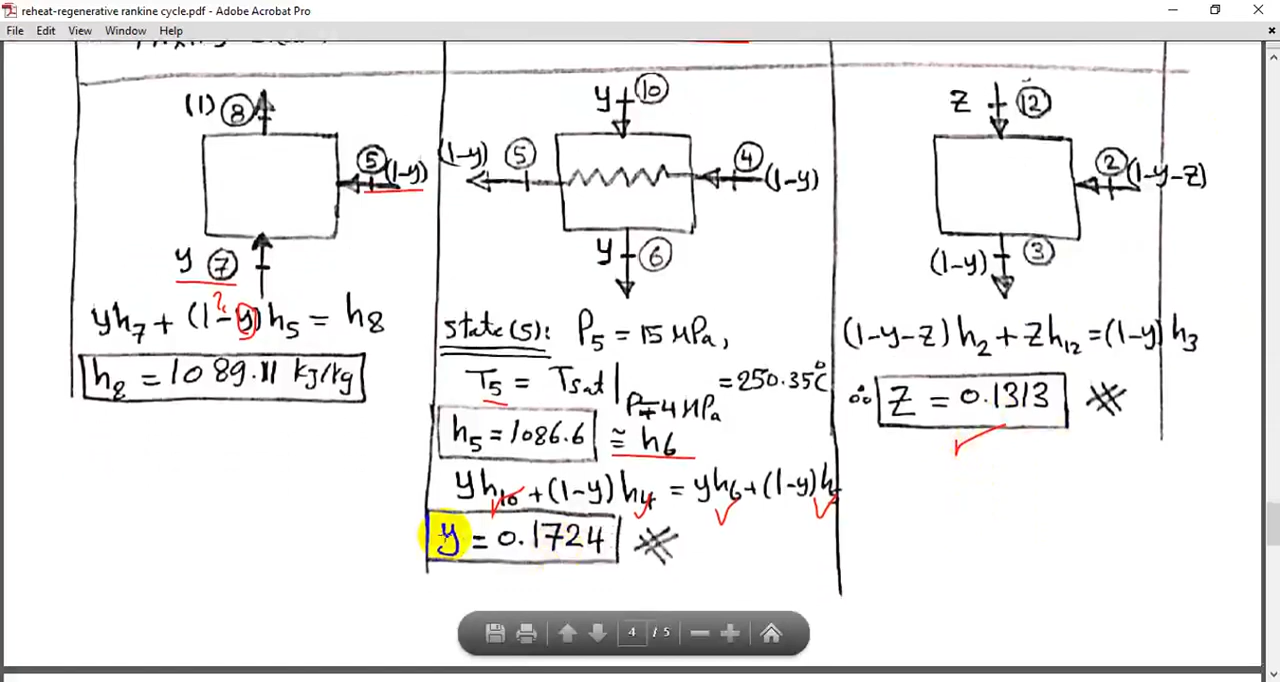 reheat-regenerative rankine cycle.pdf - Adobe Acrobat Pro
File Edit View Window Help
(1) 8
5 (1-y)
y 7
yh7 + (1-y)h5 = h8
h8 = 1089.11 kJ/kg
y 10
(1-y) 5
4 (1-y)
y 6
state(5): P5 = 15 MPa,
T5 = Tsat|P=4 MPa = 250.35°C
h5 = 1086.6 ≅ h6
yh10 + (1-y)h4 = yh6 + (1-y)h
y = 0.1724
z 12
2 (1-y-z)
(1-y) 3
(1-y-z)h2 + zh12 = (1-y)h3
∴ z = 0.1313
4 / 5